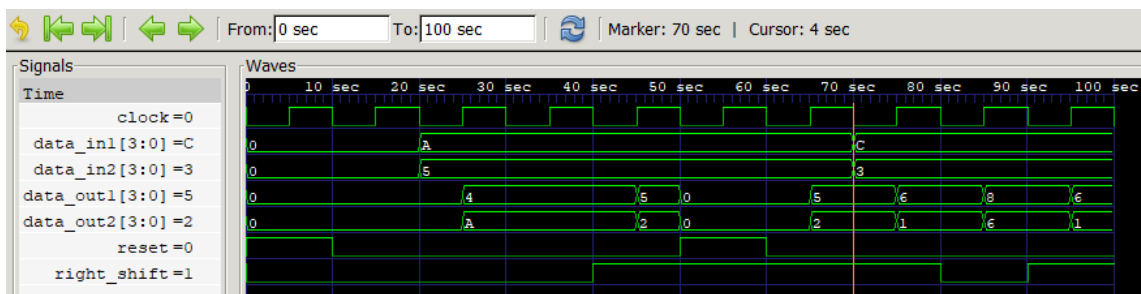 From: 0 sec To: 100 sec Marker: 70 sec | Cursor: 4 sec
Signals Waves
Time 0 10 sec 20 sec 30 sec 40 sec 50 sec 60 sec 70 sec 80 sec 90 sec 100 sec
clock=0
data_in1[3:0]=C 0 A C
data_in2[3:0]=3 0 5 3
data_out1[3:0]=5 0 4 5 0 5 6 8 6
data_out2[3:0]=2 0 A 2 0 2 1 6 1
reset=0
right_shift=1